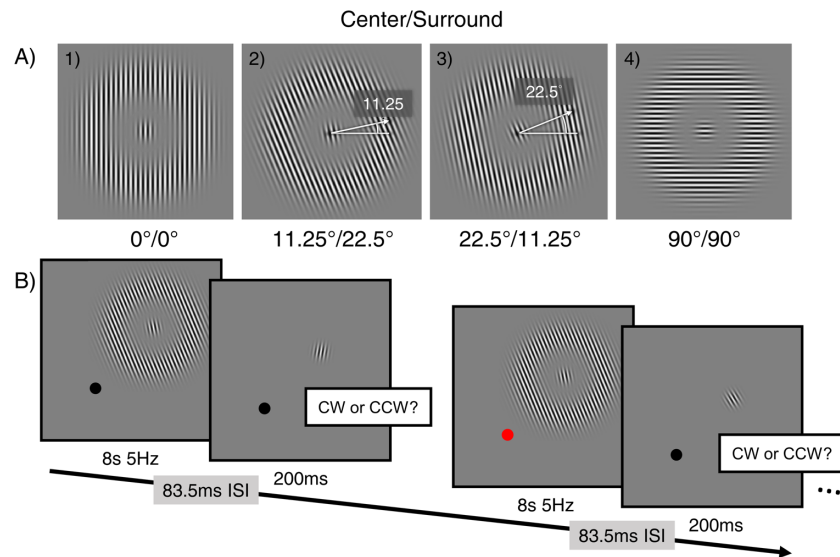 Center/Surround
A)
1)
2)
3)
4)
11.25
22.5°
0°/0°
11.25°/22.5°
22.5°/11.25°
90°/90°
B)
CW or CCW?
CW or CCW?
8s 5Hz
200ms
83.5ms ISI
8s 5Hz
200ms
83.5ms ISI
...